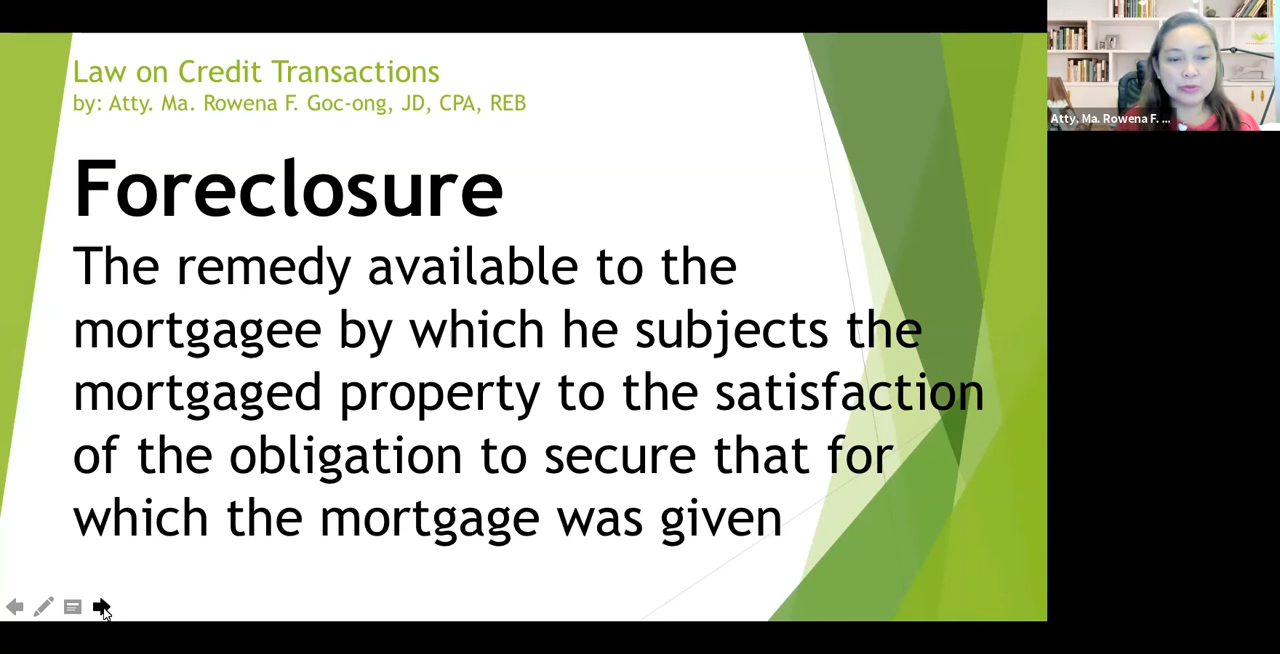 Law on Credit Transactions
by: Atty. Ma. Rowena F. Goc-ong, JD, CPA, REB
Foreclosure
The remedy available to the
mortgagee by which he subjects the
mortgaged property to the satisfaction
of the obligation to secure that for
which the mortgage was given
Atty. Ma. Rowena F. ...